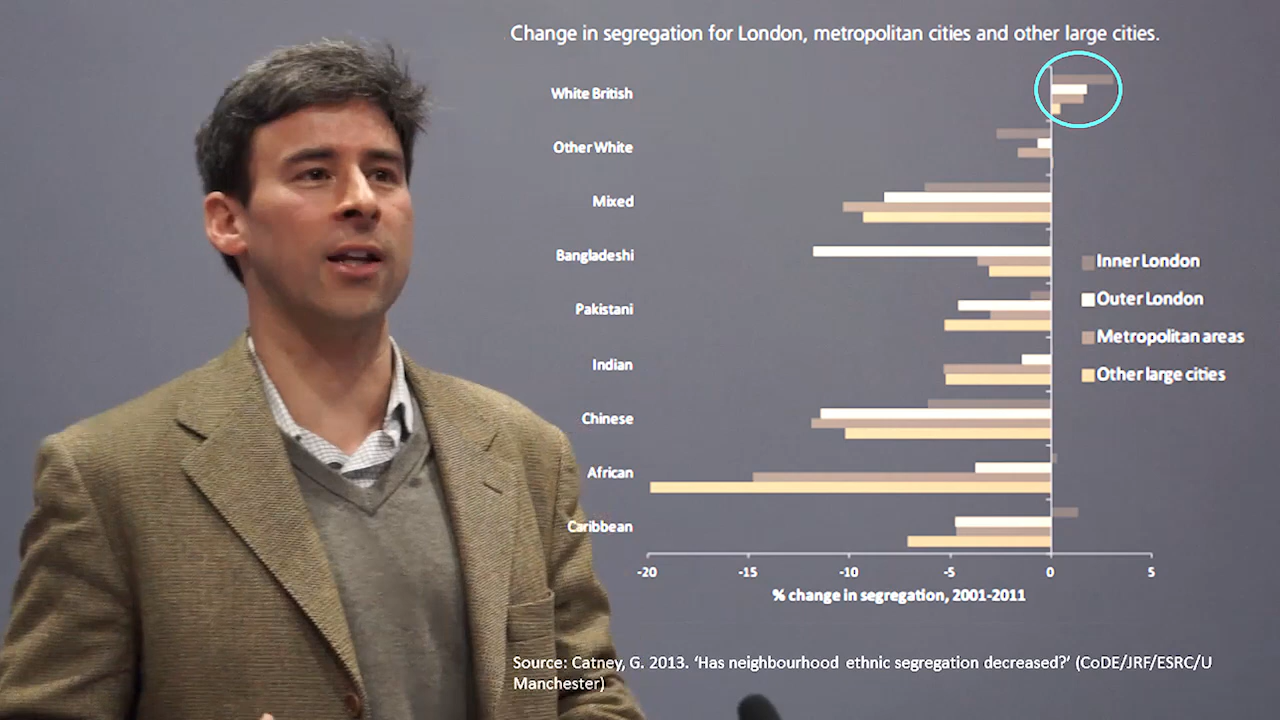 Change in segregation for London, metropolitan cities and other large cities.
White British
Other White
Mixed
Bangladeshi
Pakistani
Indian
Chinese
African
Caribbean
Inner London
Outer London
Metropolitan areas
Other large cities
-20 -15 -10 -5 0 5
% change in segregation, 2001-2011
Source: Catney, G. 2013. ‘Has neighbourhood ethnic segregation decreased?’ (CoDE/JRF/ESRC/U
Manchester)